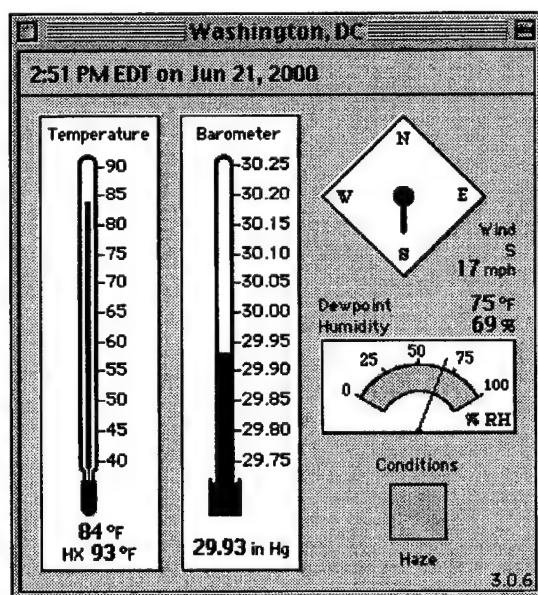 Washington, DC
2:51 PM EDT on Jun 21, 2000
Temperature
90
85
80
75
70
65
60
55
50
45
40
84 °F
HX 93 °F
Barometer
30.25
30.20
30.15
30.10
30.05
30.00
29.95
29.90
29.85
29.80
29.75
29.93 in Hg
N
W E
S
Wind
S
17 mph
Dewpoint 75 °F
Humidity 69 %
0 25 50 75 100
% RH
Conditions
Haze
3.0.6